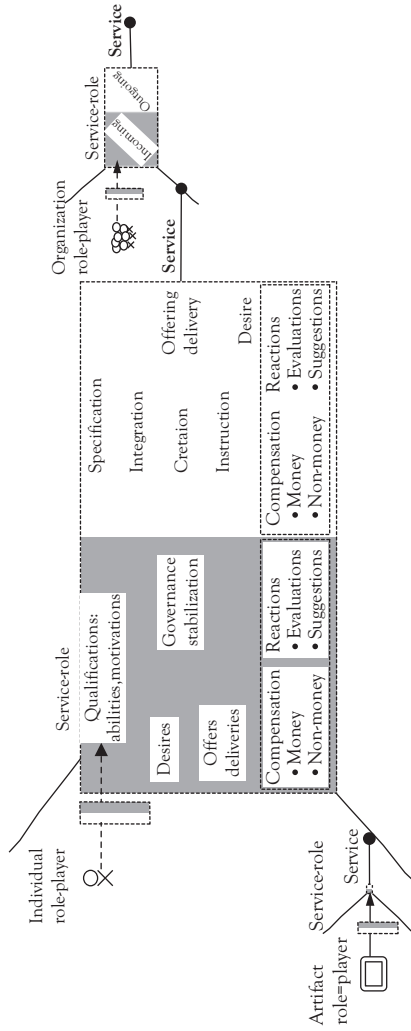 Individual
role-player
Service-role
Qualifications:
abilities,motivations
Desires
Offers
deliveries
Governance
stabilization
Compensation
• Money
• Non-money
Reactions
• Evaluations
• Suggestions
Specification
Integration
Cretaion
Instruction
Offering
delivery
Desire
Compensation
• Money
• Non-money
Reactions
• Evaluations
• Suggestions
Service
Organization
role-player
Service-role
Incoming
Outgoing
Service
Artifact
role=player
Service-role
Service